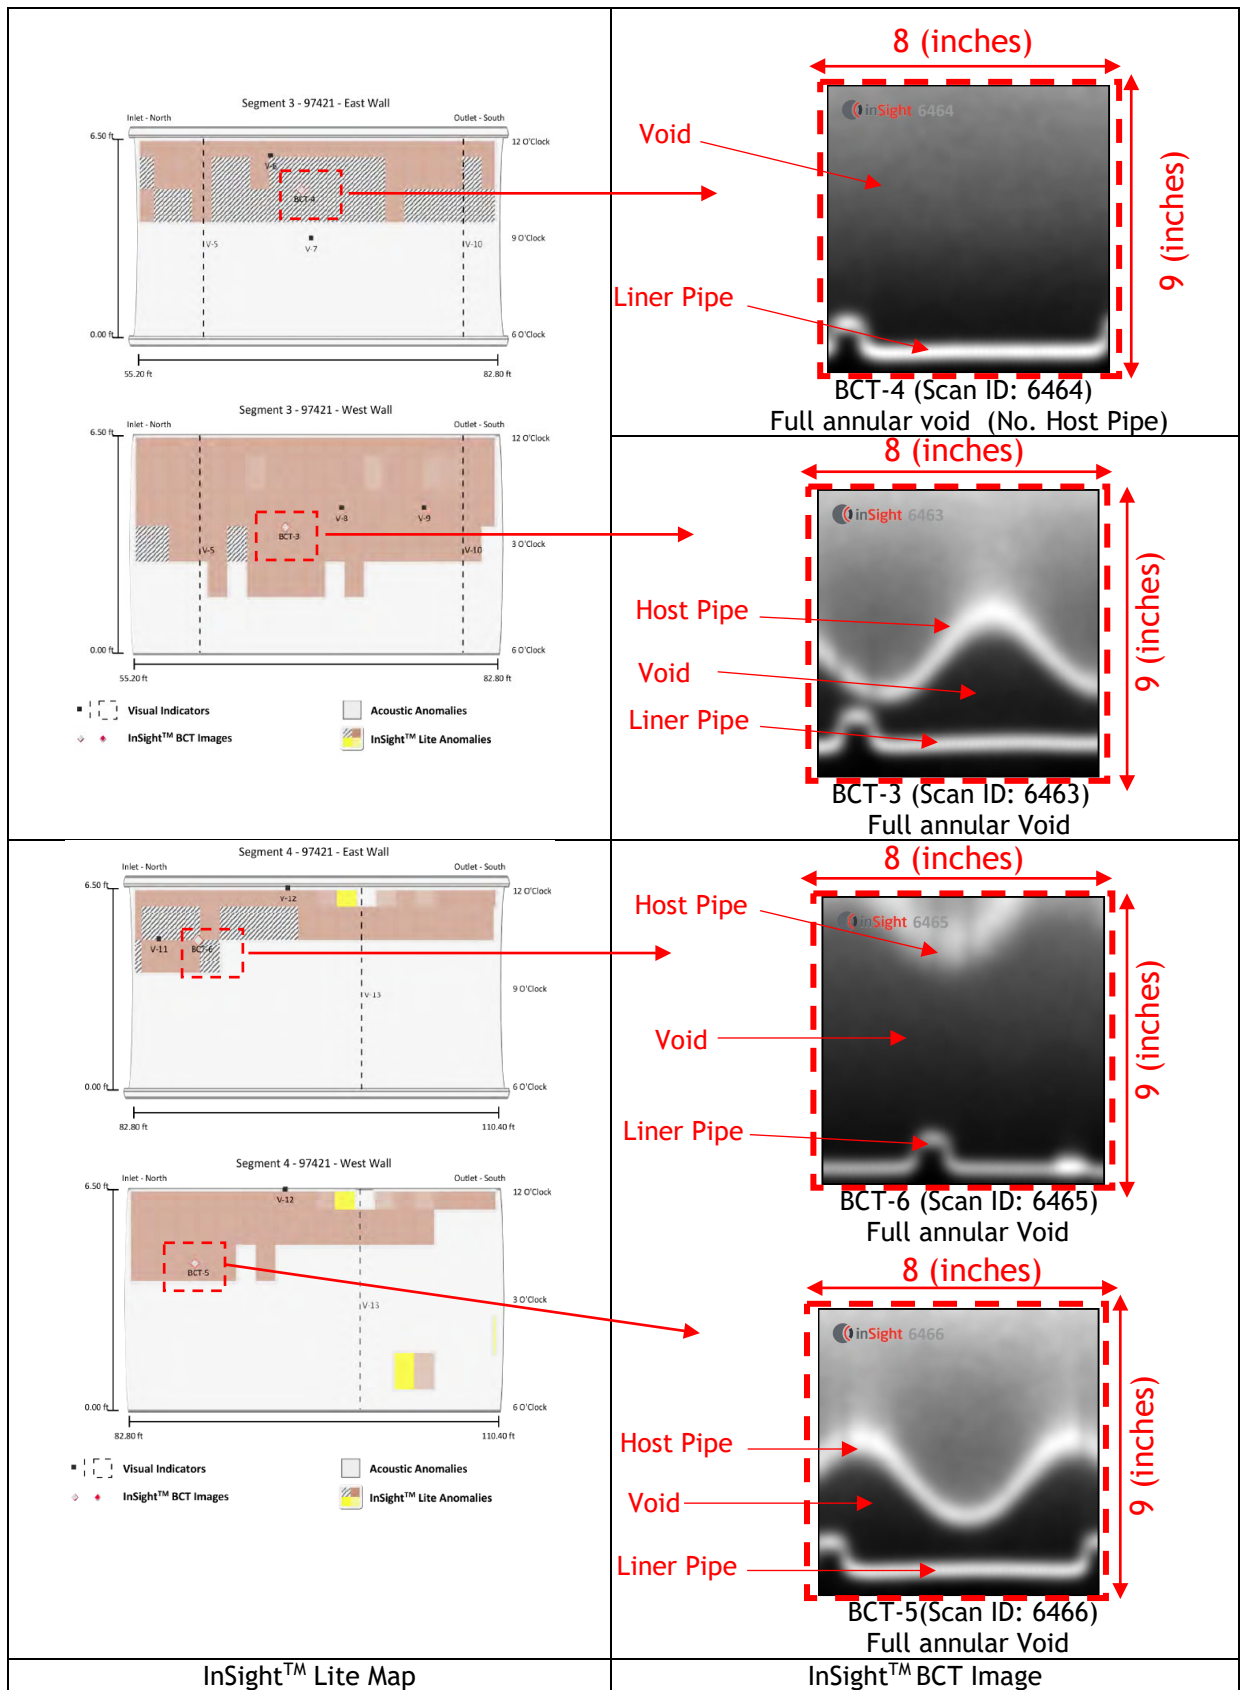 Segment 3 - 97421 - East Wall
Inlet - North
Outlet - South
6.50 ft
12 O'Clock
V-6
BCT-4
9 O'Clock
V-5
V-7
V-10
0.00 ft
6 O'Clock
55.20 ft
82.80 ft
Segment 3 - 97421 - West Wall
Inlet - North
Outlet - South
6.50 ft
12 O'Clock
V-8
V-9
BCT-3
3 O'Clock
V-5
V-10
0.00 ft
6 O'Clock
55.20 ft
82.80 ft
Visual Indicators
Acoustic Anomalies
InSight™ BCT Images
InSight™ Lite Anomalies
8 (inches)
inSight 6464
Void
9 (inches)
Liner Pipe
BCT-4 (Scan ID: 6464)
Full annular void (No. Host Pipe)
8 (inches)
inSight 6463
Host Pipe
Void
9 (inches)
Liner Pipe
BCT-3 (Scan ID: 6463)
Full annular Void
Segment 4 - 97421 - East Wall
Inlet - North
Outlet - South
6.50 ft
12 O'Clock
V-12
V-11
BCT-6
9 O'Clock
V-13
0.00 ft
6 O'Clock
82.80 ft
110.40 ft
Segment 4 - 97421 - West Wall
Inlet - North
Outlet - South
6.50 ft
12 O'Clock
V-12
BCT-5
3 O'Clock
V-13
0.00 ft
6 O'Clock
82.80 ft
110.40 ft
Visual Indicators
Acoustic Anomalies
InSight™ BCT Images
InSight™ Lite Anomalies
8 (inches)
Host Pipe
inSight 6465
Void
9 (inches)
Liner Pipe
BCT-6 (Scan ID: 6465)
Full annular Void
8 (inches)
inSight 6466
Host Pipe
Void
9 (inches)
Liner Pipe
BCT-5(Scan ID: 6466)
Full annular Void
InSight™ Lite Map
InSight™ BCT Image